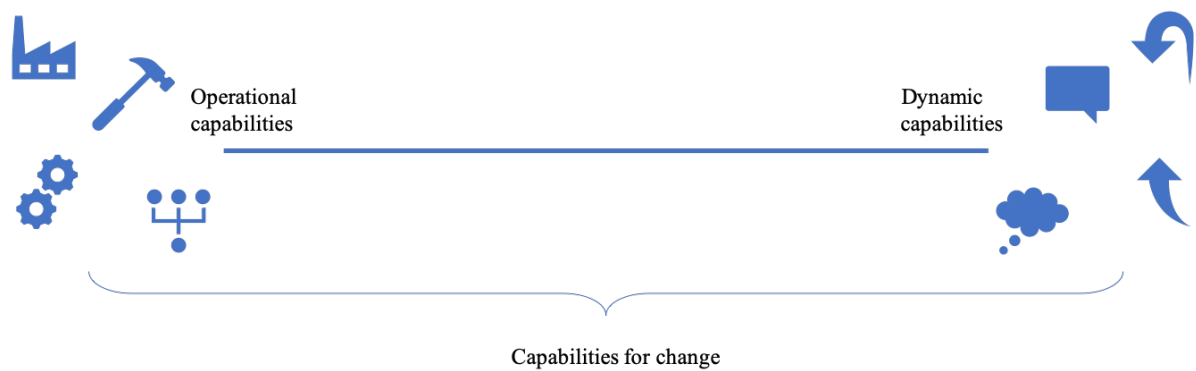 Operational
capabilities
Dynamic
capabilities
Capabilities for change